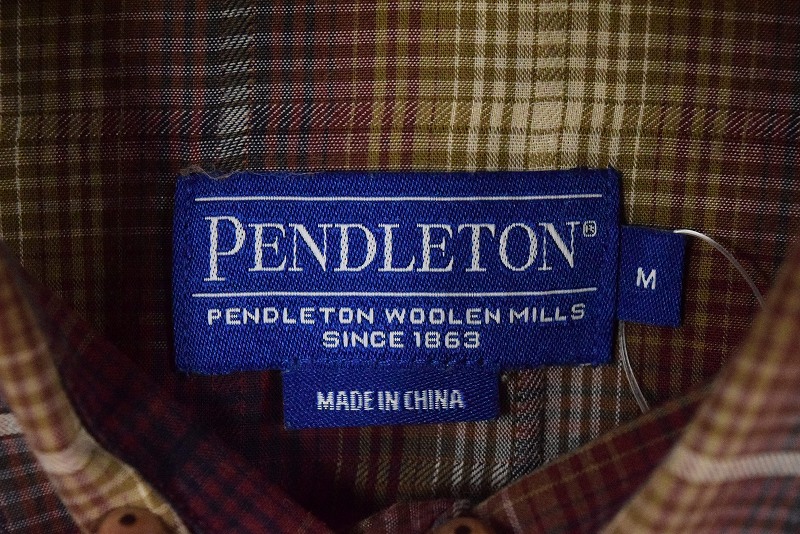 PENDLETON®
PENDLETON WOOLEN MILLS
SINCE 1863
M
MADE IN CHINA